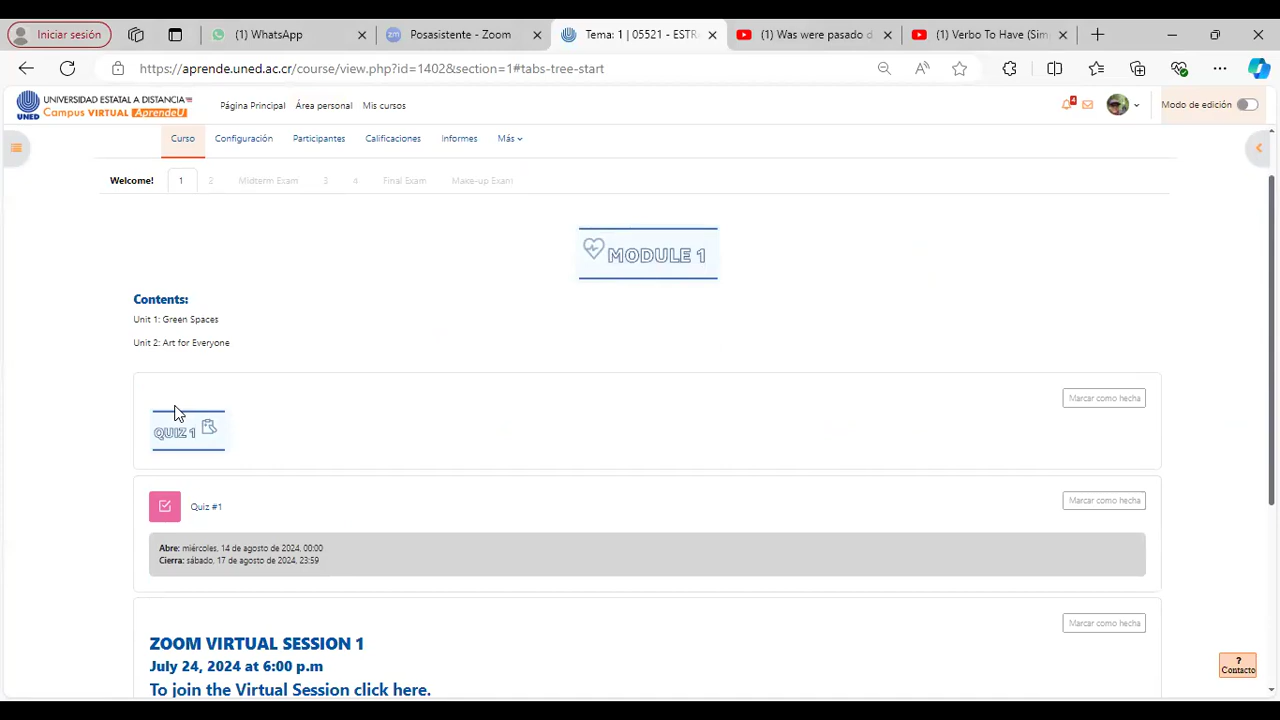 Iniciar sesión
(1) WhatsApp
Posasistente - Zoom
Tema: 1 | 05521 - ESTR
(1) Was were pasado d
(1) Verbo To Have (Sim
https://aprende.uned.ac.cr/course/view.php?id=1402&section=1#tabs-tree-start
UNED
UNIVERSIDAD ESTATAL A DISTANCIA
Campus VIRTUAL AprendeU
Página Principal
Área personal
Mis cursos
4
Modo de edición
Curso
Configuración
Participantes
Calificaciones
Informes
Más
Welcome!
1
2
Midterm Exam
3
4
Final Exam
Make-up Exam
MODULE 1
Contents:
Unit 1: Green Spaces
Unit 2: Art for Everyone
Marcar como hecha
QUIZ 1
Quiz #1
Marcar como hecha
Abre: miércoles, 14 de agosto de 2024, 00:00
Cierra: sábado, 17 de agosto de 2024, 23:59
ZOOM VIRTUAL SESSION 1
Marcar como hecha
July 24, 2024 at 6:00 p.m
To join the Virtual Session click here.
?
Contacto